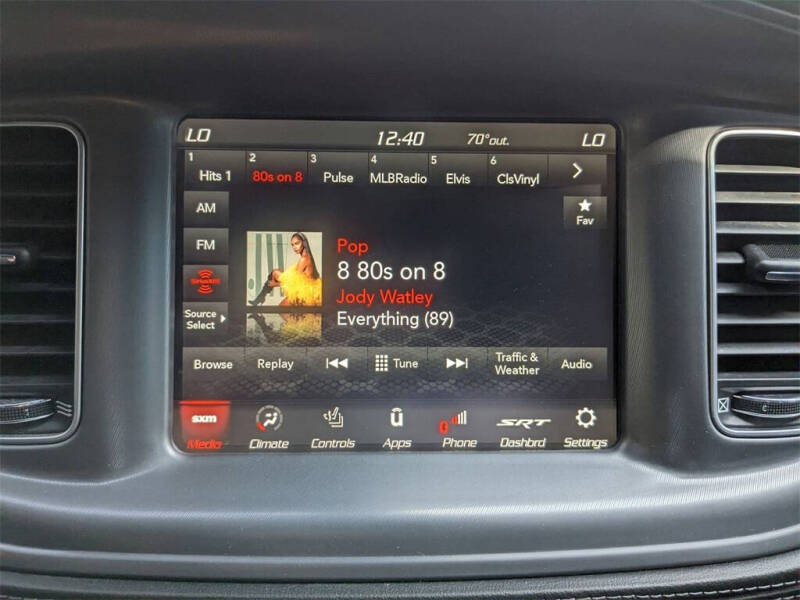 LO 12:40 70°out. LO
1 2 3 4 5 6
Hits 1 80s on 8 Pulse MLBRadio Elvis ClsVinyl
AM
Fav
FM
Pop
8 80s on 8
SiriusXM
Jody Watley
Source
Select
Everything (89)
Browse Replay Tune Traffic &
Weather Audio
sxm û SRT
Media Climate Controls Apps Phone Dashbrd Settings